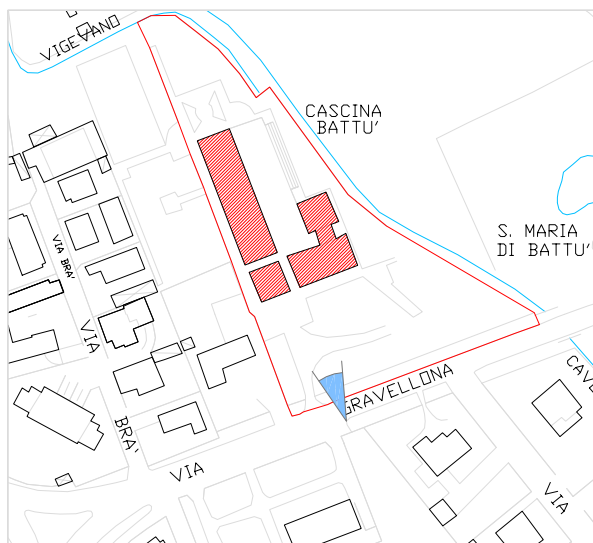 VIGEVANO
CASCINA
BATTU'
S. MARIA
DI BATTU'
VIA BRA'
VIA
BRA'
GRAVELLONA
CAVE
VIA
VIA